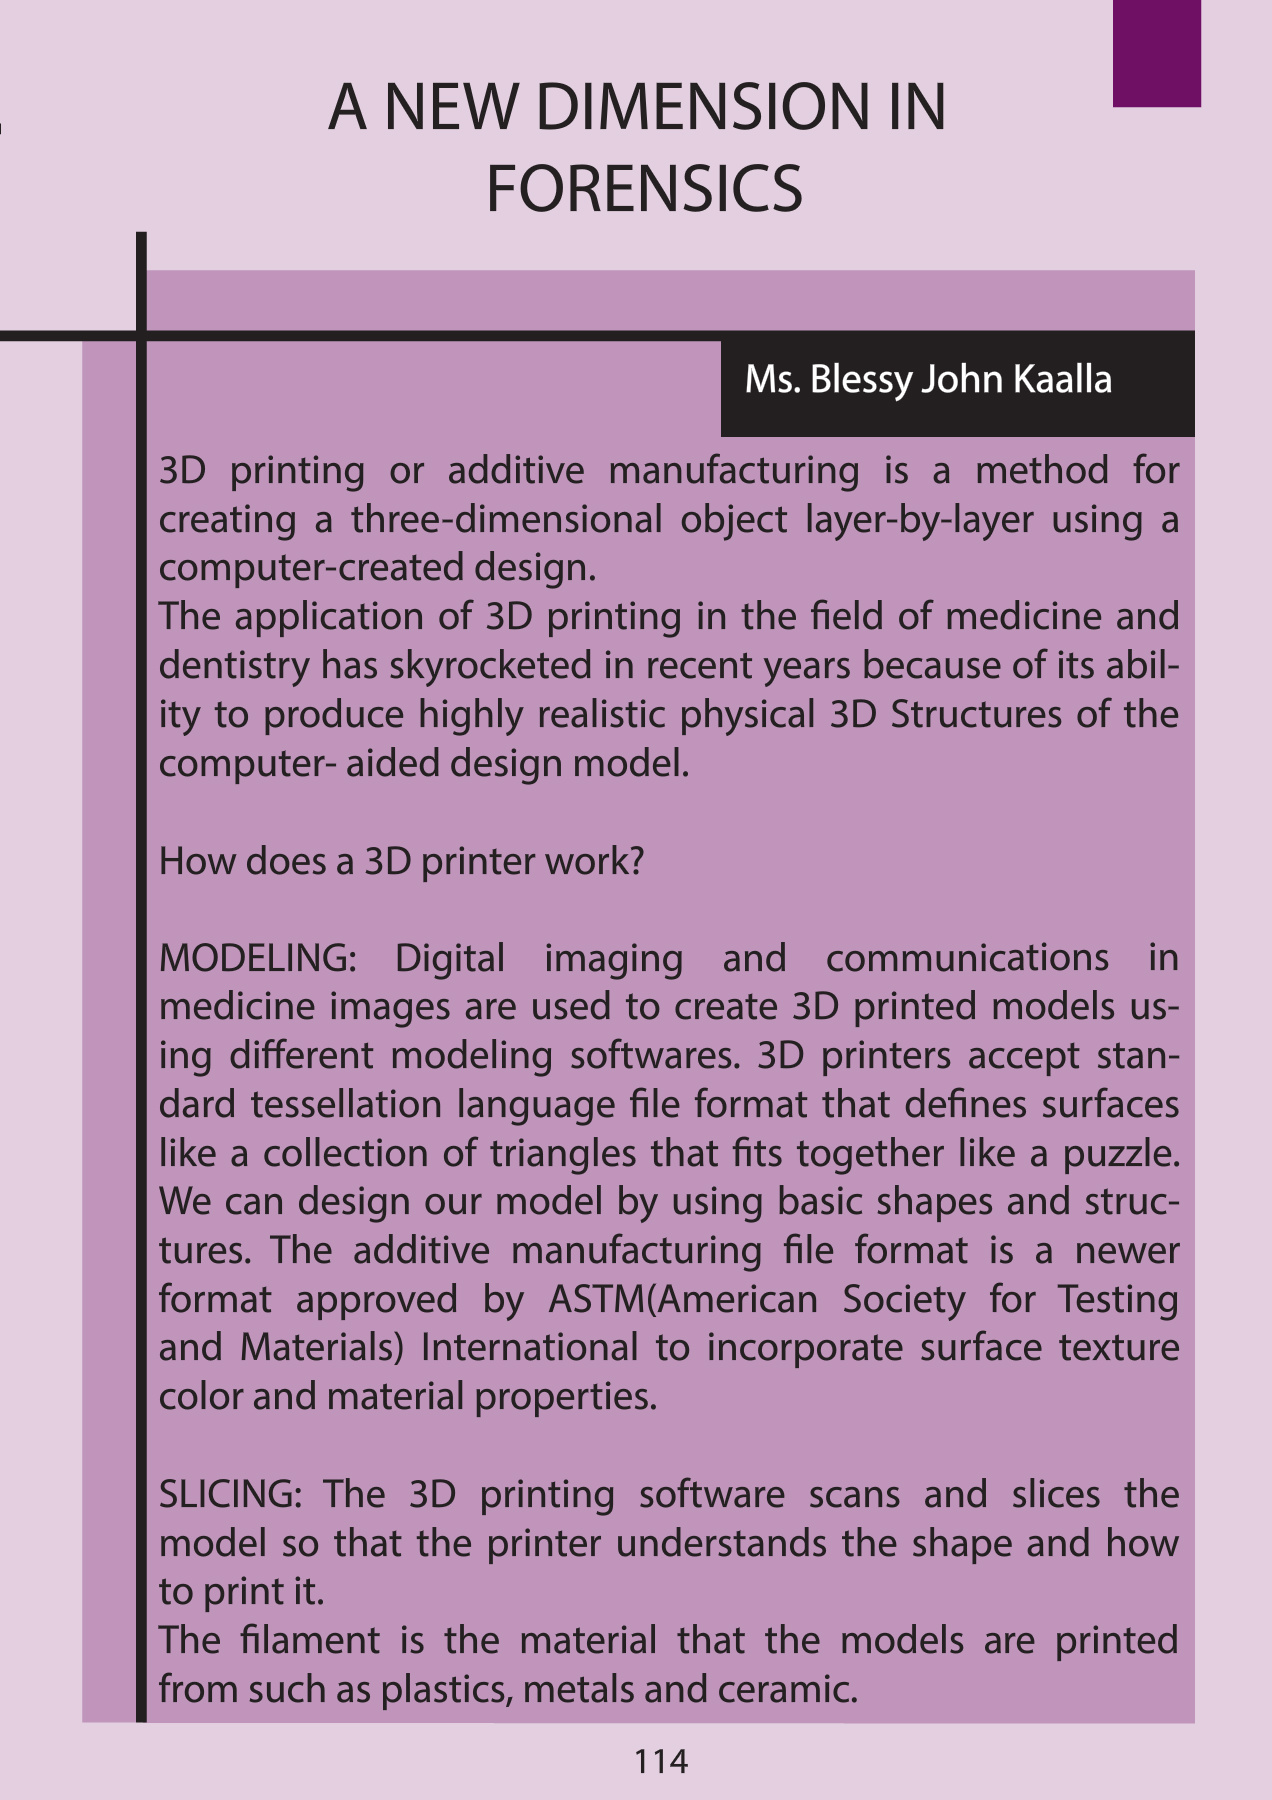 A NEW DIMENSION IN
FORENSICS
Ms. Blessy John Kaalla
3D printing or additive manufacturing is a method for
creating a three-dimensional object layer-by-layer using a
computer-created design.
The application of 3D printing in the field of medicine and
dentistry has skyrocketed in recent years because of its abil-
ity to produce highly realistic physical 3D Structures of the
computer- aided design model.
How does a 3D printer work?
MODELING: Digital imaging and communications in
medicine images are used to create 3D printed models us-
ing different modeling softwares. 3D printers accept stan-
dard tessellation language file format that defines surfaces
like a collection of triangles that fits together like a puzzle.
We can design our model by using basic shapes and struc-
tures. The additive manufacturing file format is a newer
format approved by ASTM(American Society for Testing
and Materials) International to incorporate surface texture
color and material properties.
SLICING: The 3D printing software scans and slices the
model so that the printer understands the shape and how
to print it.
The filament is the material that the models are printed
from such as plastics, metals and ceramic.
114